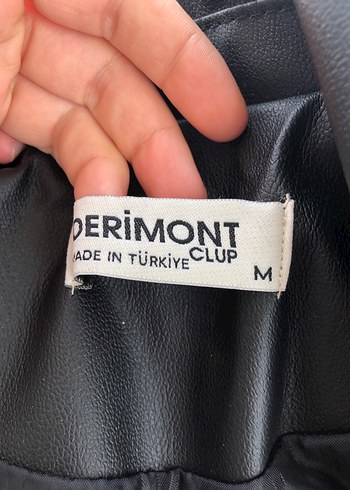 DERİMONT
CLUP
MADE IN TÜRKİYE
M